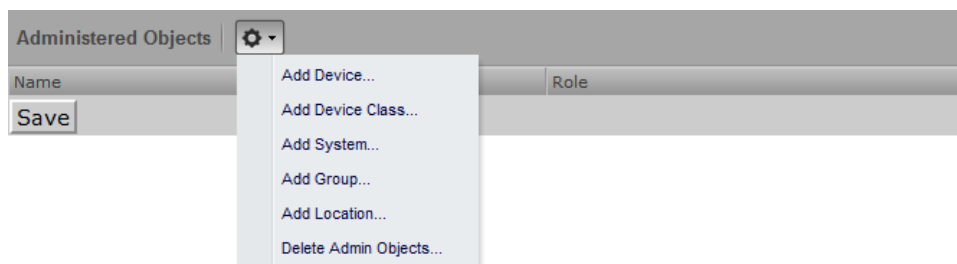 Administered Objects
Name Role
Save
Add Device...
Add Device Class...
Add System...
Add Group...
Add Location...
Delete Admin Objects...